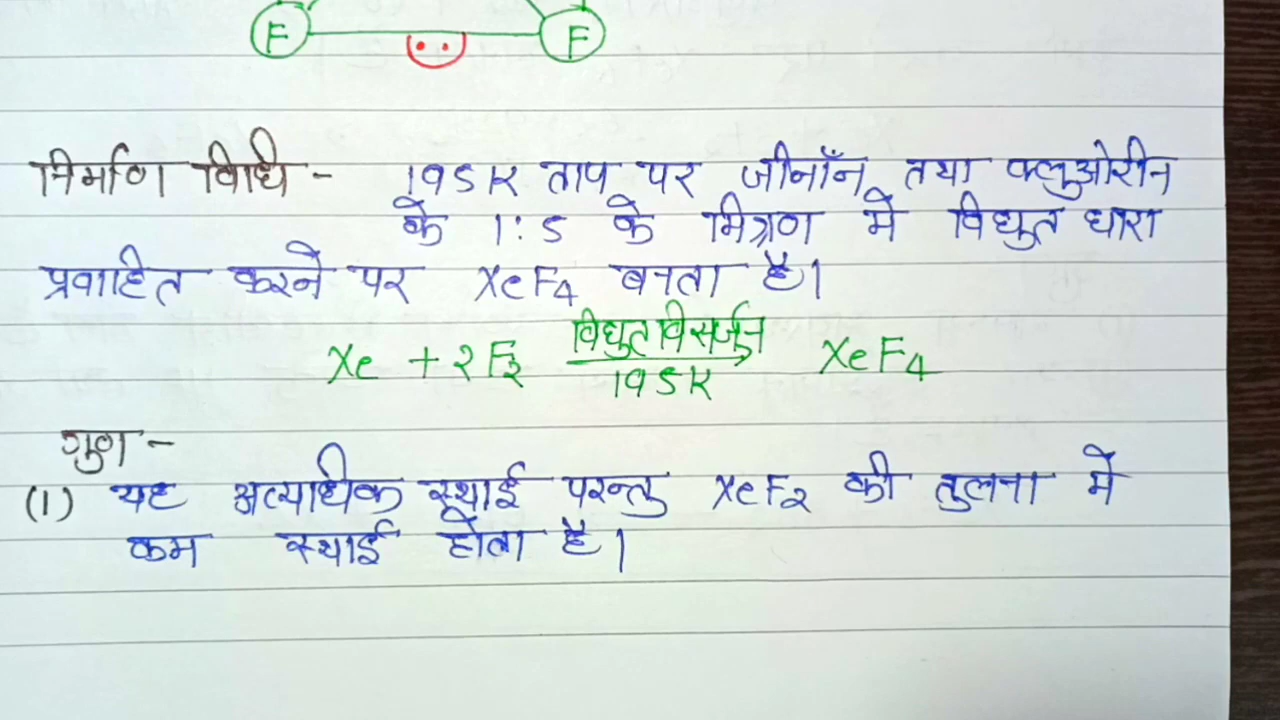 F F
निर्माण विधि - 195K ताप पर जीनॉन तथा फ्लुओरीन
के 1:5 के मिश्रण में विद्युत धारा
प्रवाहित करने पर XeF₄ बनता है।
विद्युत विसर्जन
Xe + 2F₂ ⟶ XeF₄
195K
गुण -
(1) यह अत्याधिक स्थाई परन्तु XeF₂ की तुलना में
कम स्थाई होता है।